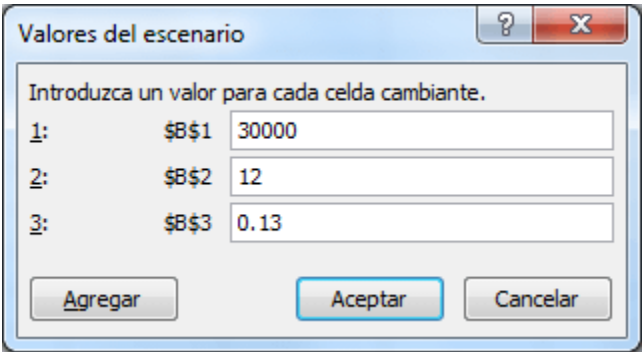 Valores del escenario
Introduzca un valor para cada celda cambiante.
1: $B$1 30000
2: $B$2 12
3: $B$3 0.13
Agregar Aceptar Cancelar